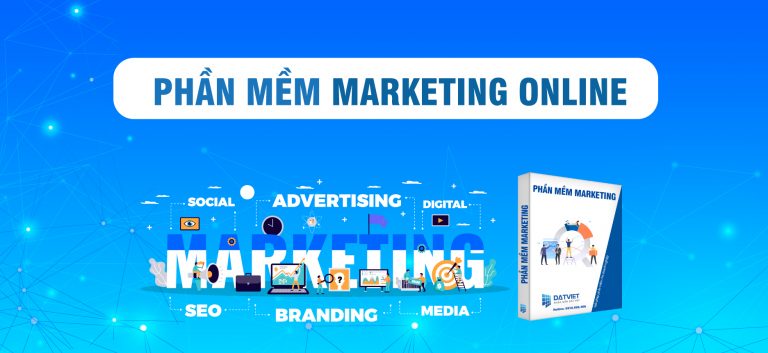 PHẦN MỀM MARKETING ONLINE
SOCIAL
ADVERTISING
DIGITAL
MARKETING
SEO
BRANDING
MEDIA
PHẦN MỀM MARKETING
PHẦN MỀM MARKETING
DATVIET